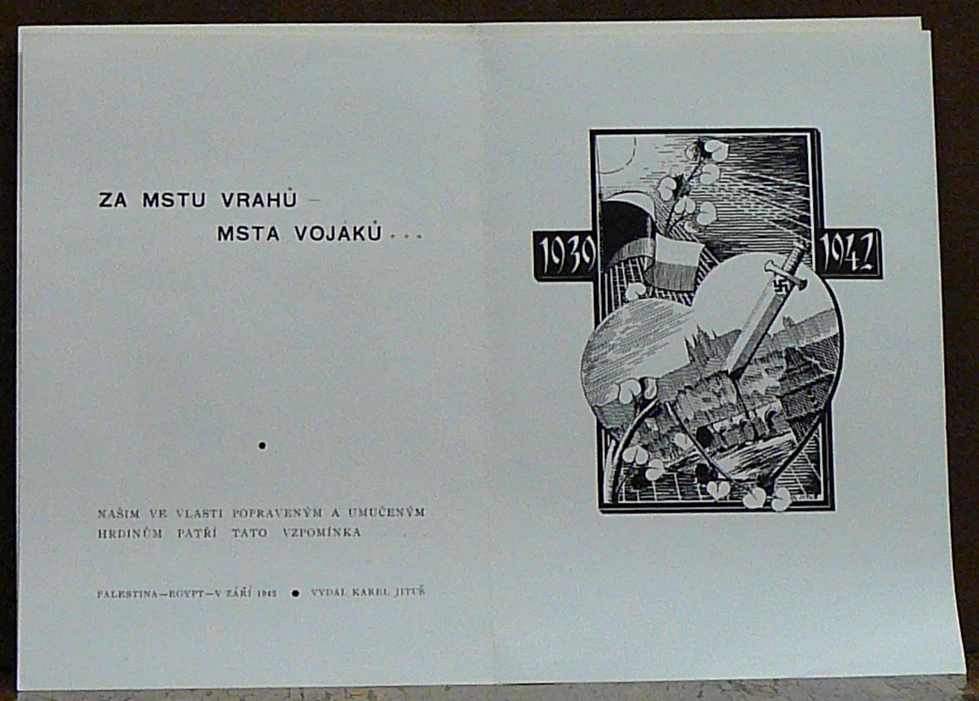 ZA MSTU VRAHŮ –
MSTA VOJÁKŮ . . .
NAŠIM VE VLASTI POPRAVENÝM A UMUČENÝM
HRDINŮM PATŘÍ TATO VZPOMÍNKA . . .
PALESTINA—EGYPT—V ZÁŘÍ 1942 ● VYDAL KAREL JITUŠ
1939
1942